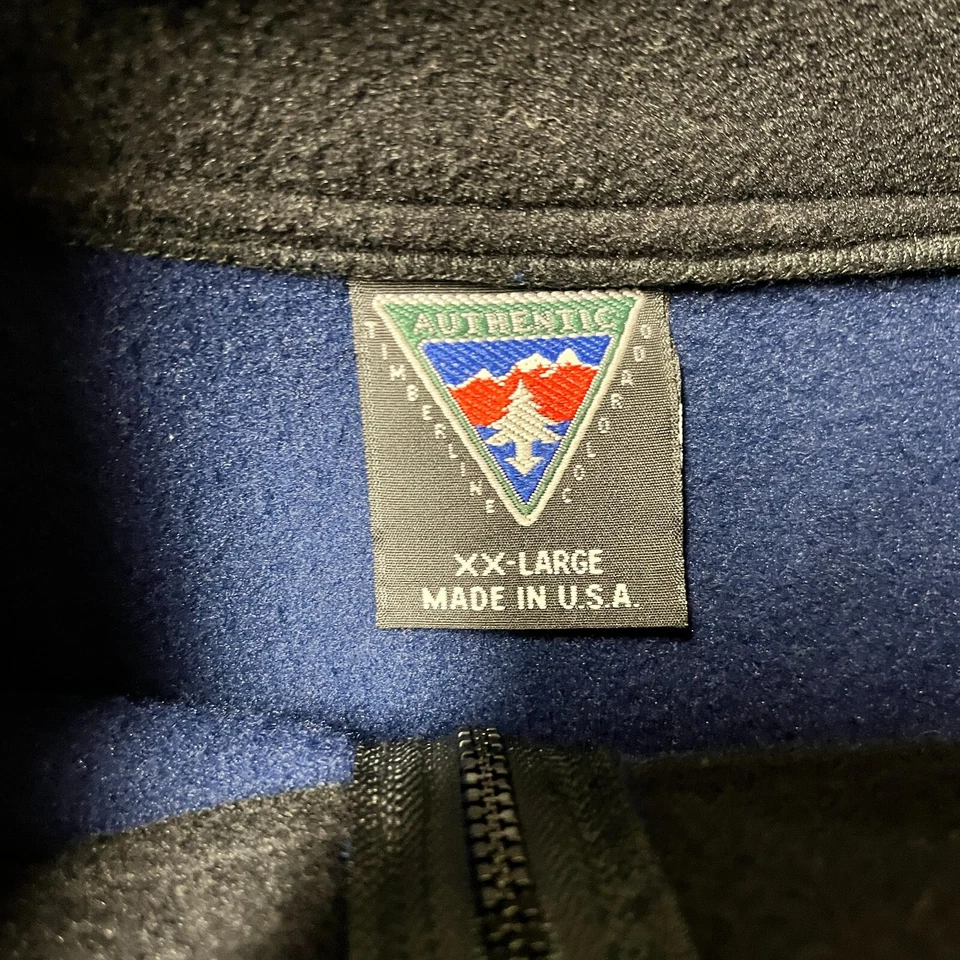 AUTHENTIC
TIMBERLINE
COLORADO
XX-LARGE
MADE IN U.S.A.